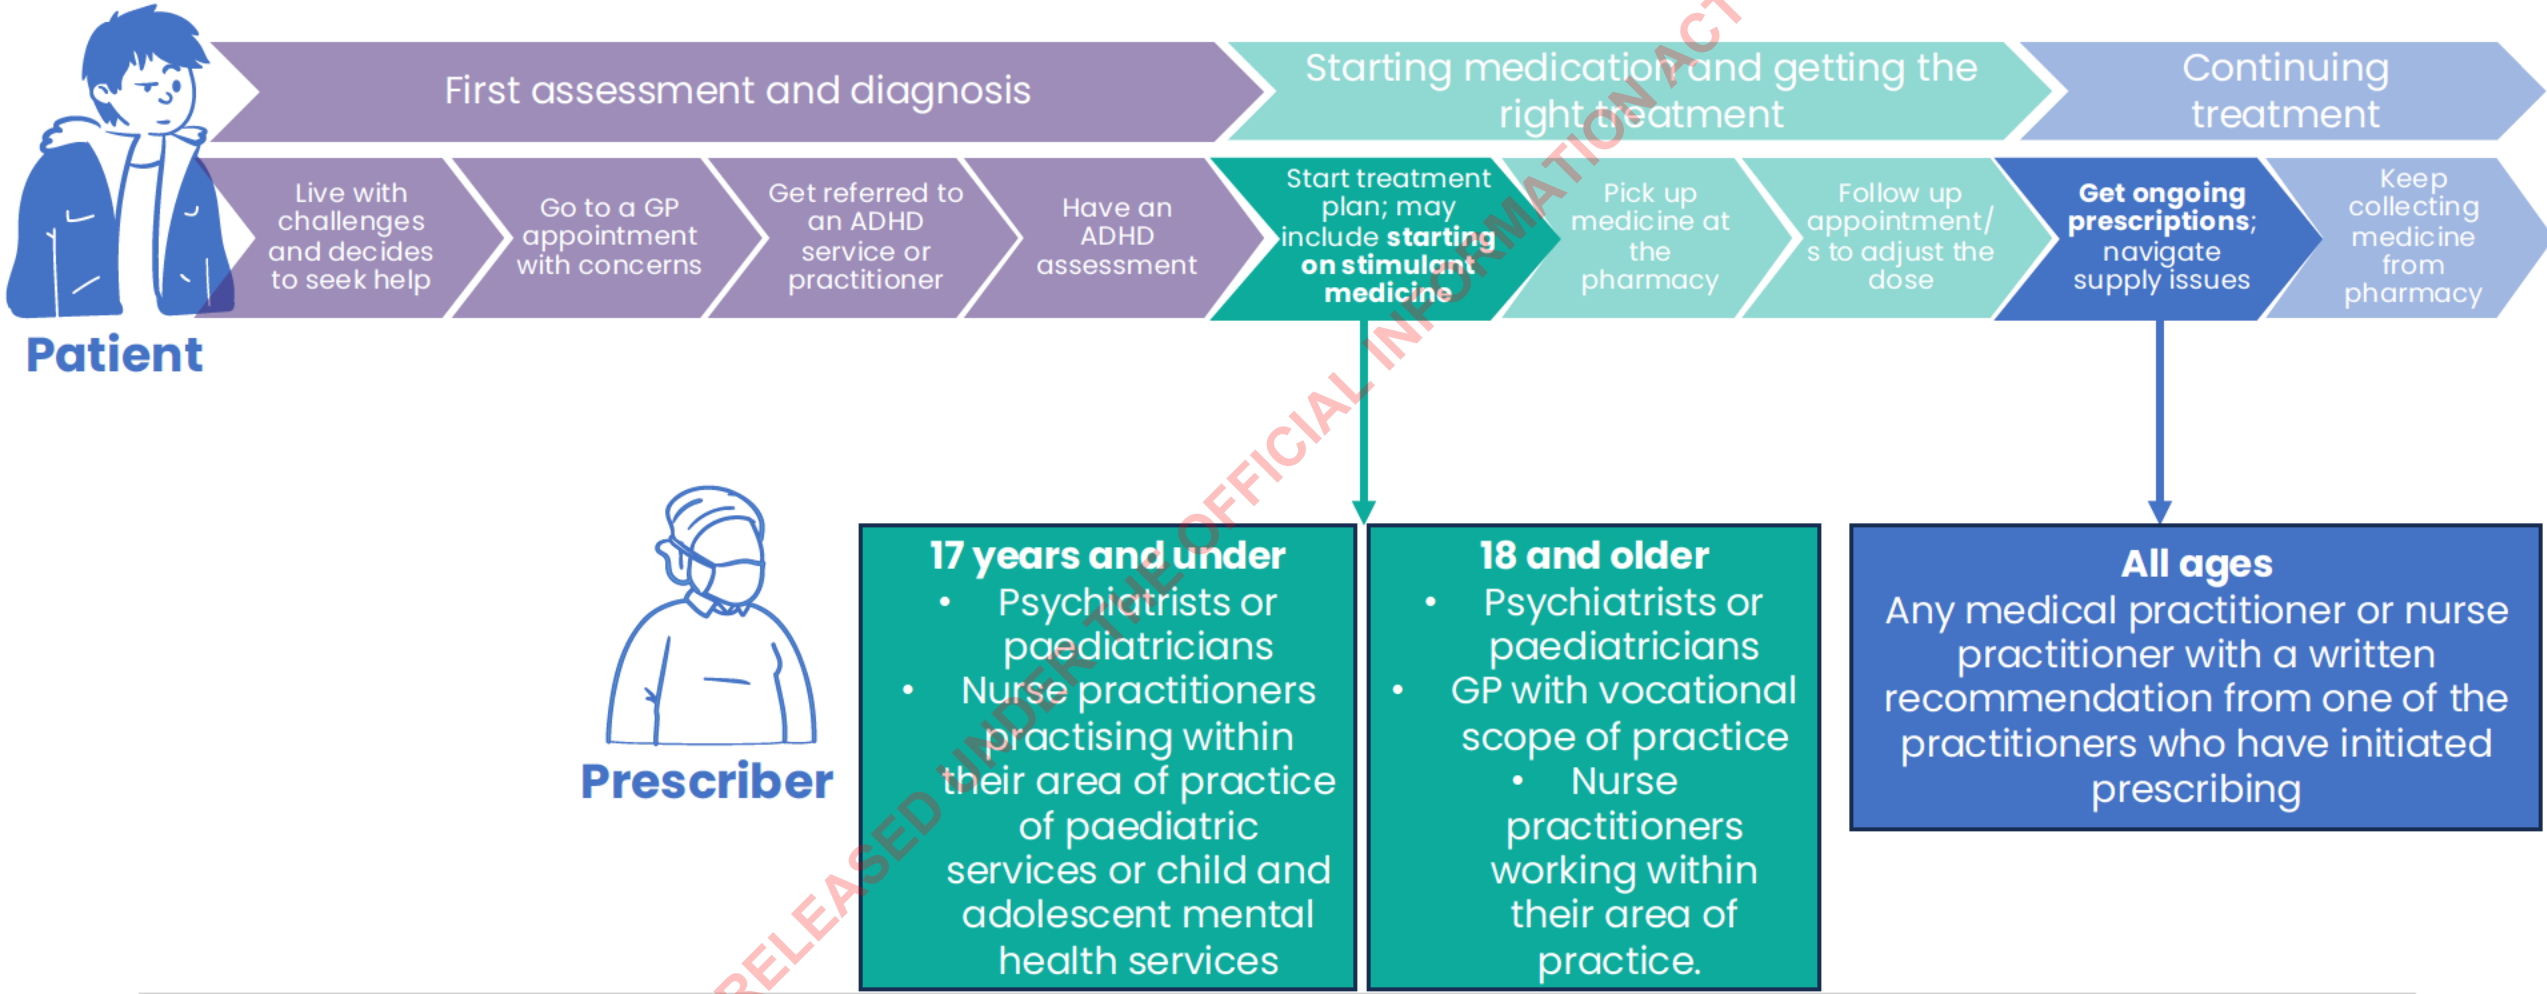 First assessment and diagnosis
Starting medication and getting the
right treatment
Continuing
treatment
Live with
challenges
and decides
to seek help
Go to a GP
appointment
with concerns
Get referred to
an ADHD
service or
practitioner
Have an
ADHD
assessment
Start treatment
plan; may
include starting
on stimulant
medicine
Pick up
medicine at
the
pharmacy
Follow up
appointment/
s to adjust the
dose
Get ongoing
prescriptions;
navigate
supply issues
Keep
collecting
medicine
from
pharmacy
Patient
Prescriber
17 years and under
• Psychiatrists or
paediatricians
• Nurse practitioners
practising within
their area of practice
of paediatric
services or child and
adolescent mental
health services
18 and older
• Psychiatrists or
paediatricians
• GP with vocational
scope of practice
• Nurse
practitioners
working within
their area of
practice.
All ages
Any medical practitioner or nurse
practitioner with a written
recommendation from one of the
practitioners who have initiated
prescribing
RELEASED UNDER THE OFFICIAL INFORMATION ACT